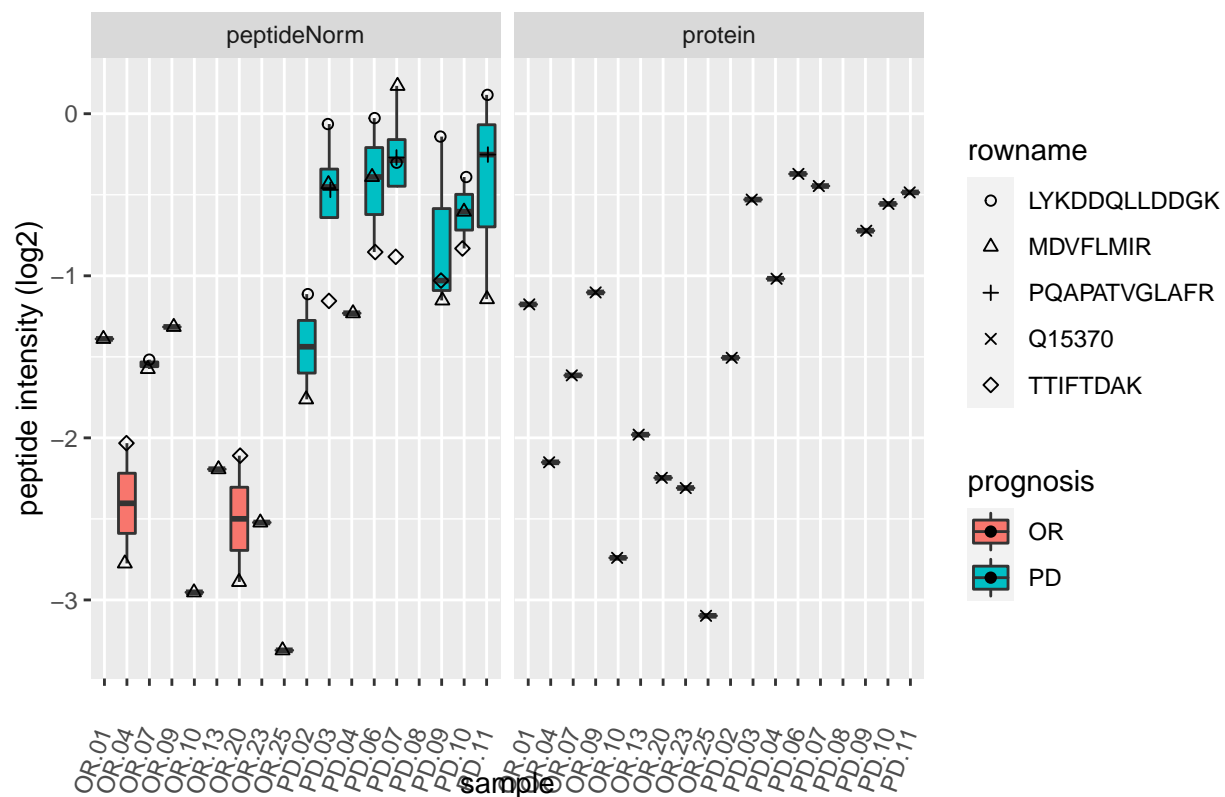 peptideNorm
protein
0
−1
−2
−3
peptide intensity (log2)
OR.01
OR.04
OR.07
OR.09
OR.10
OR.13
OR.20
OR.23
OR.25
PD.02
PD.03
PD.04
PD.06
PD.07
PD.08
PD.09
PD.10
PD.11
OR.01
OR.04
OR.07
OR.09
OR.10
OR.13
OR.20
OR.23
OR.25
PD.02
PD.03
PD.04
PD.06
PD.07
PD.08
PD.09
PD.10
PD.11
sample
rowname
LYKDDQLLDDGK
MDVFLMIR
PQAPATVGLAFR
Q15370
TTIFTDAK
prognosis
OR
PD